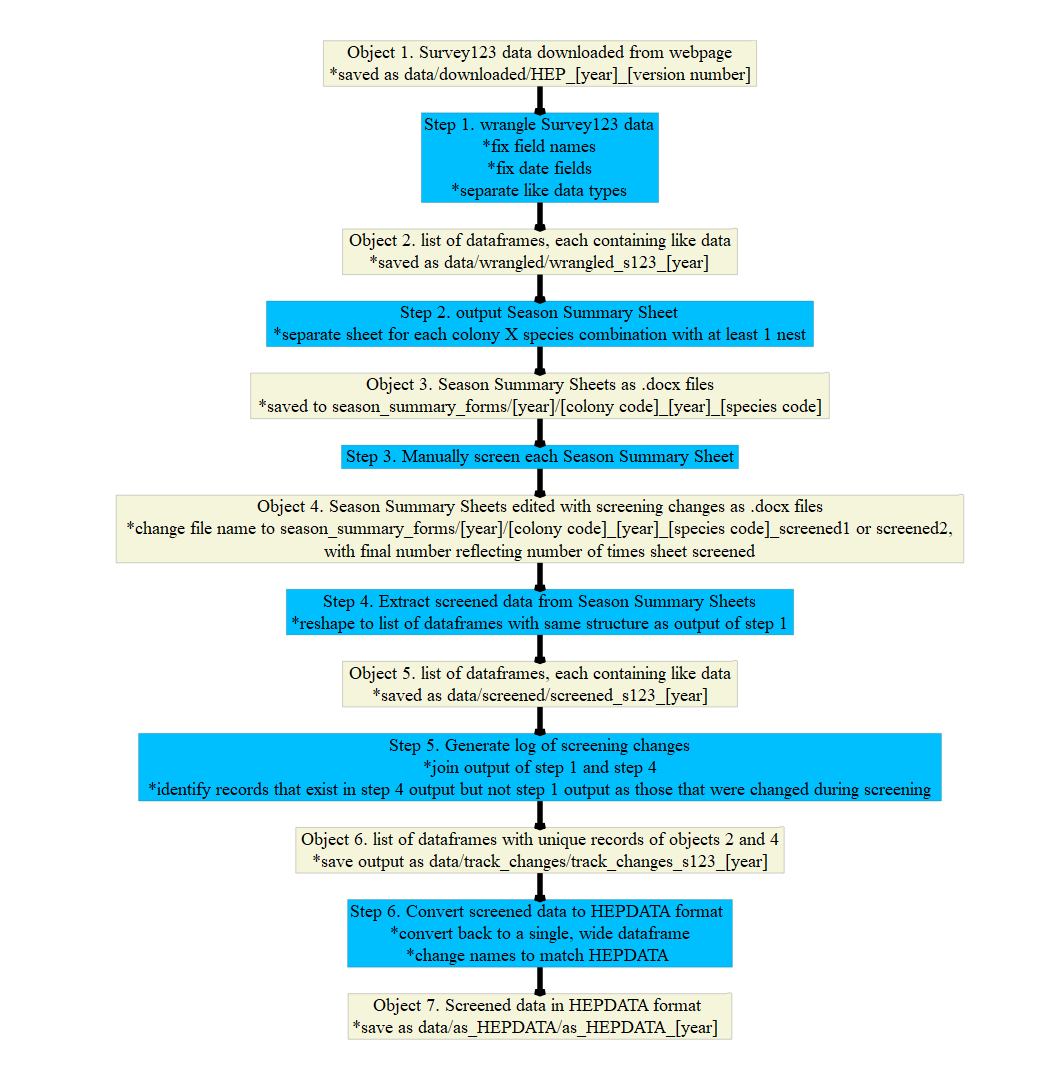 Object 1. Survey123 data downloaded from webpage
*saved as data/downloaded/HEP_[year]_[version number]
Step 1. wrangle Survey123 data
*fix field names
*fix date fields
*separate like data types
Object 2. list of dataframes, each containing like data
*saved as data/wrangled/wrangled_s123_[year]
Step 2. output Season Summary Sheet
*separate sheet for each colony X species combination with at least 1 nest
Object 3. Season Summary Sheets as .docx files
*saved to season_summary_forms/[year]/[colony code]_[year]_[species code]
Step 3. Manually screen each Season Summary Sheet
Object 4. Season Summary Sheets edited with screening changes as .docx files
*change file name to season_summary_forms/[year]/[colony code]_[year]_[species code]_screened1 or screened2,
with final number reflecting number of times sheet screened
Step 4. Extract screened data from Season Summary Sheets
*reshape to list of dataframes with same structure as output of step 1
Object 5. list of dataframes, each containing like data
*saved as data/screened/screened_s123_[year]
Step 5. Generate log of screening changes
*join output of step 1 and step 4
*identify records that exist in step 4 output but not step 1 output as those that were changed during screening
Object 6. list of dataframes with unique records of objects 2 and 4
*save output as data/track_changes/track_changes_s123_[year]
Step 6. Convert screened data to HEPDATA format
*convert back to a single, wide dataframe
*change names to match HEPDATA
Object 7. Screened data in HEPDATA format
*save as data/as_HEPDATA/as_HEPDATA_[year]